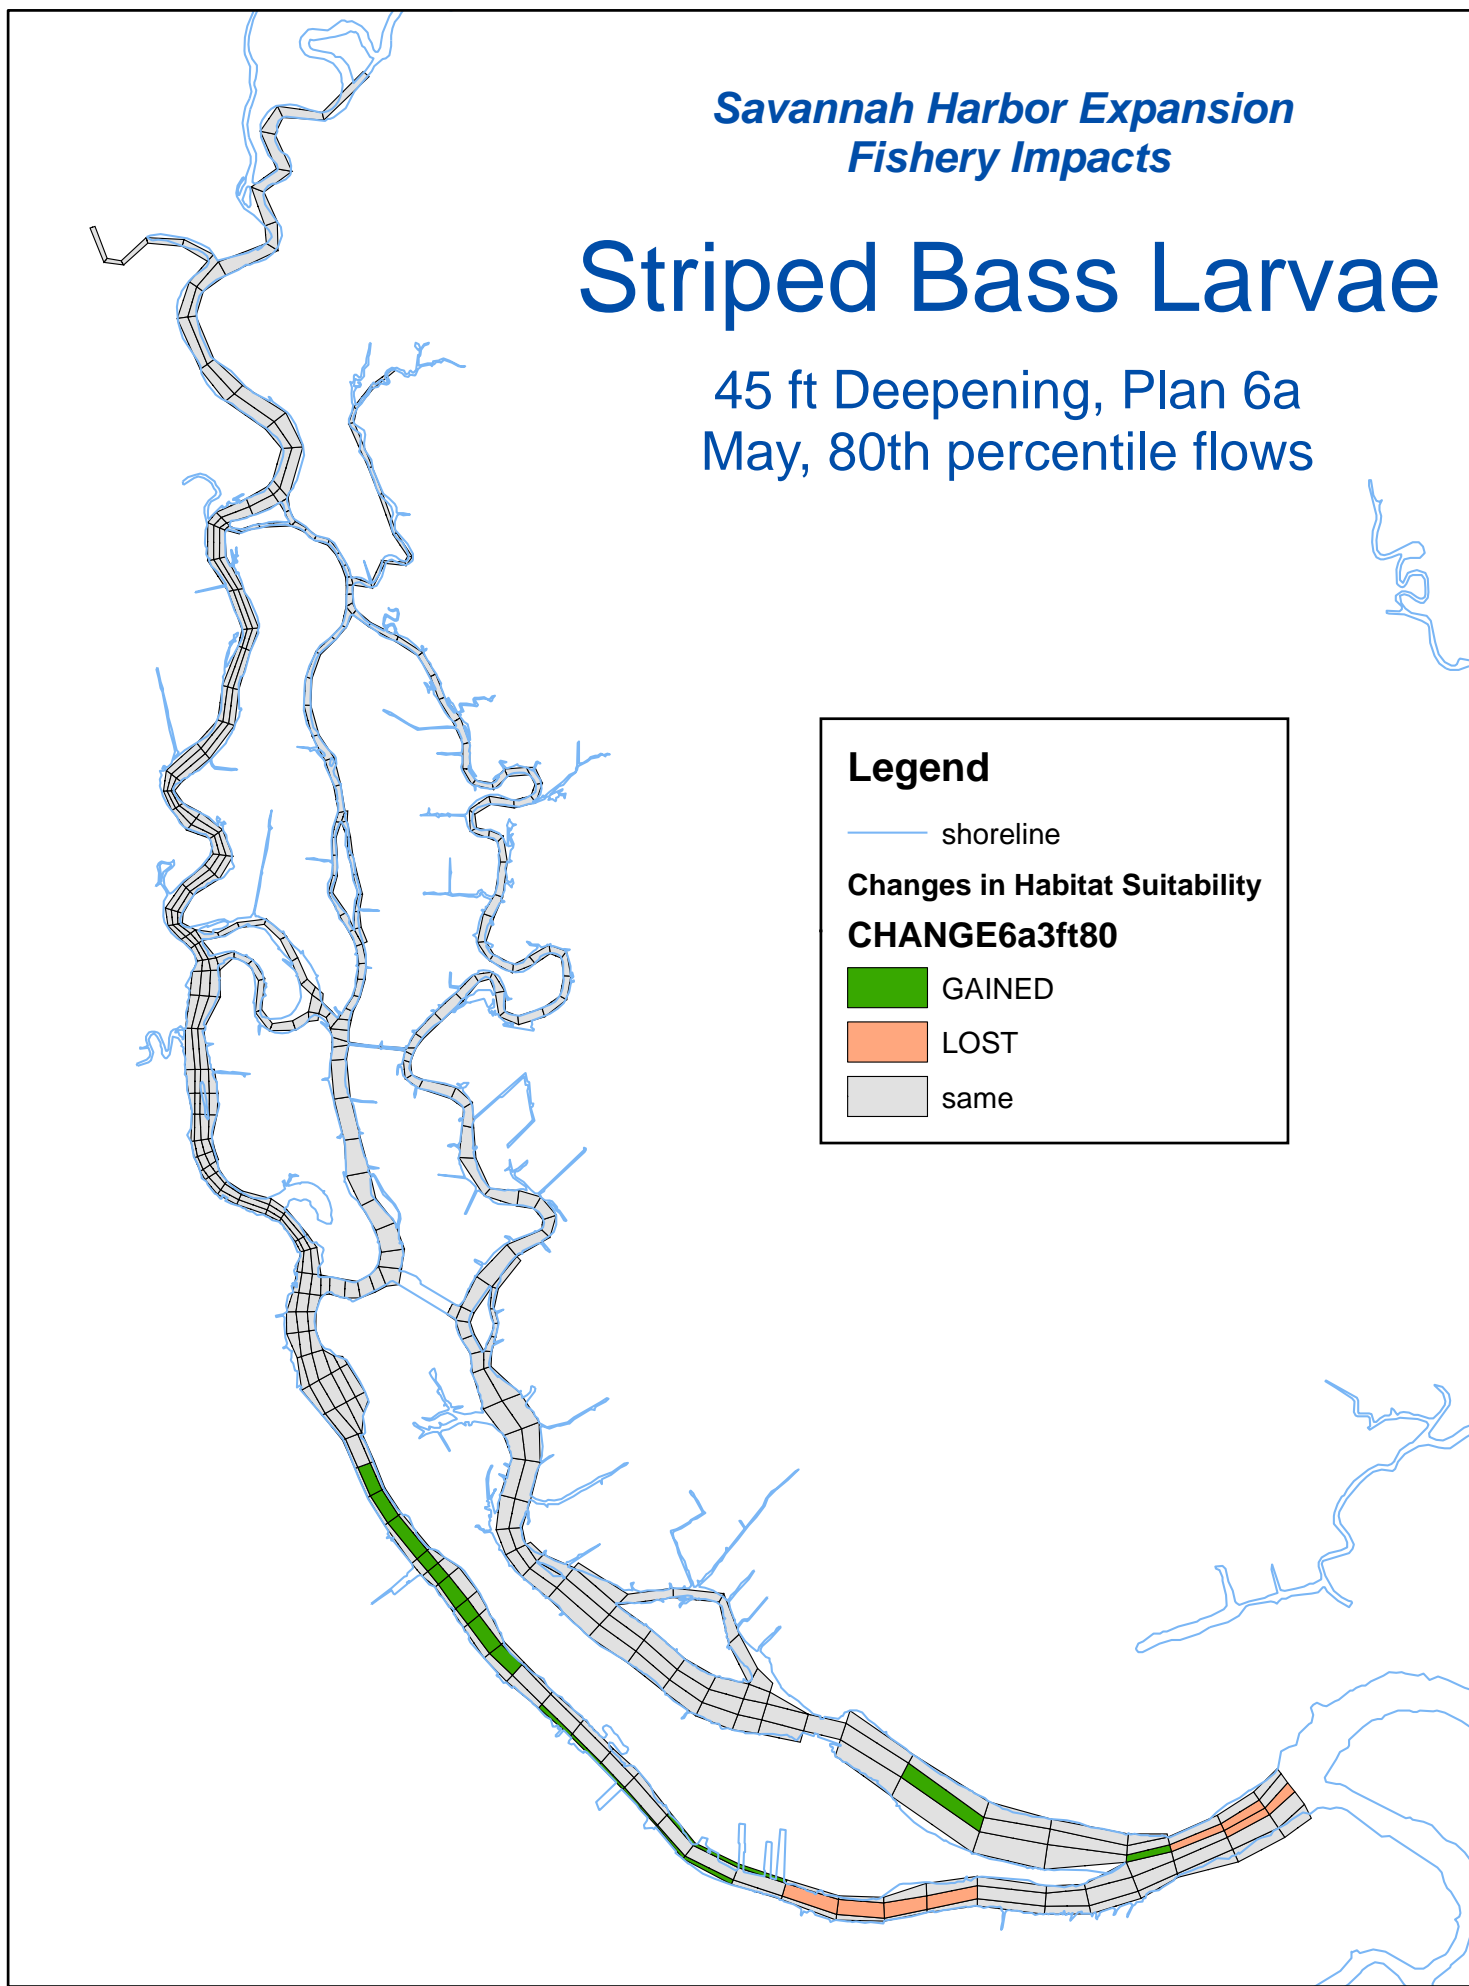 Savannah Harbor Expansion
Fishery Impacts
Striped Bass Larvae
45 ft Deepening, Plan 6a
May, 80th percentile flows
Legend
shoreline
Changes in Habitat Suitability
CHANGE6a3ft80
GAINED
LOST
same